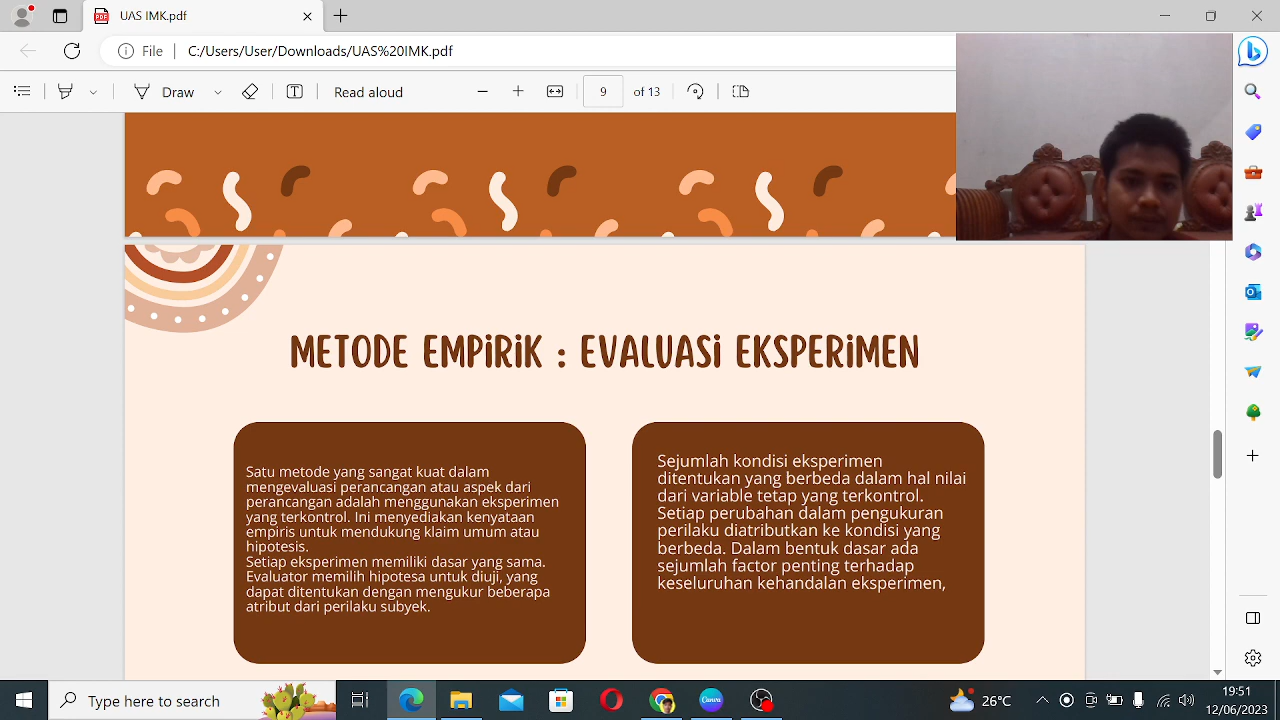 UAS IMK.pdf
File
C:/Users/User/Downloads/UAS%20IMK.pdf
Draw
Read aloud
9
of 13
METODE EMPIRIK : EVALUASI EKSPERIMEN
Satu metode yang sangat kuat dalam
mengevaluasi perancangan atau aspek dari
perancangan adalah menggunakan eksperimen
yang terkontrol. Ini menyediakan kenyataan
empiris untuk mendukung klaim umum atau
hipotesis.
Setiap eksperimen memiliki dasar yang sama.
Evaluator memilih hipotesa untuk diuji, yang
dapat ditentukan dengan mengukur beberapa
atribut dari perilaku subyek.
Sejumlah kondisi eksperimen
ditentukan yang berbeda dalam hal nilai
dari variable tetap yang terkontrol.
Setiap perubahan dalam pengukuran
perilaku diatributkan ke kondisi yang
berbeda. Dalam bentuk dasar ada
sejumlah factor penting terhadap
keseluruhan kehandalan eksperimen,
Type here to search
Canva
26°C
19:51
12/06/2023